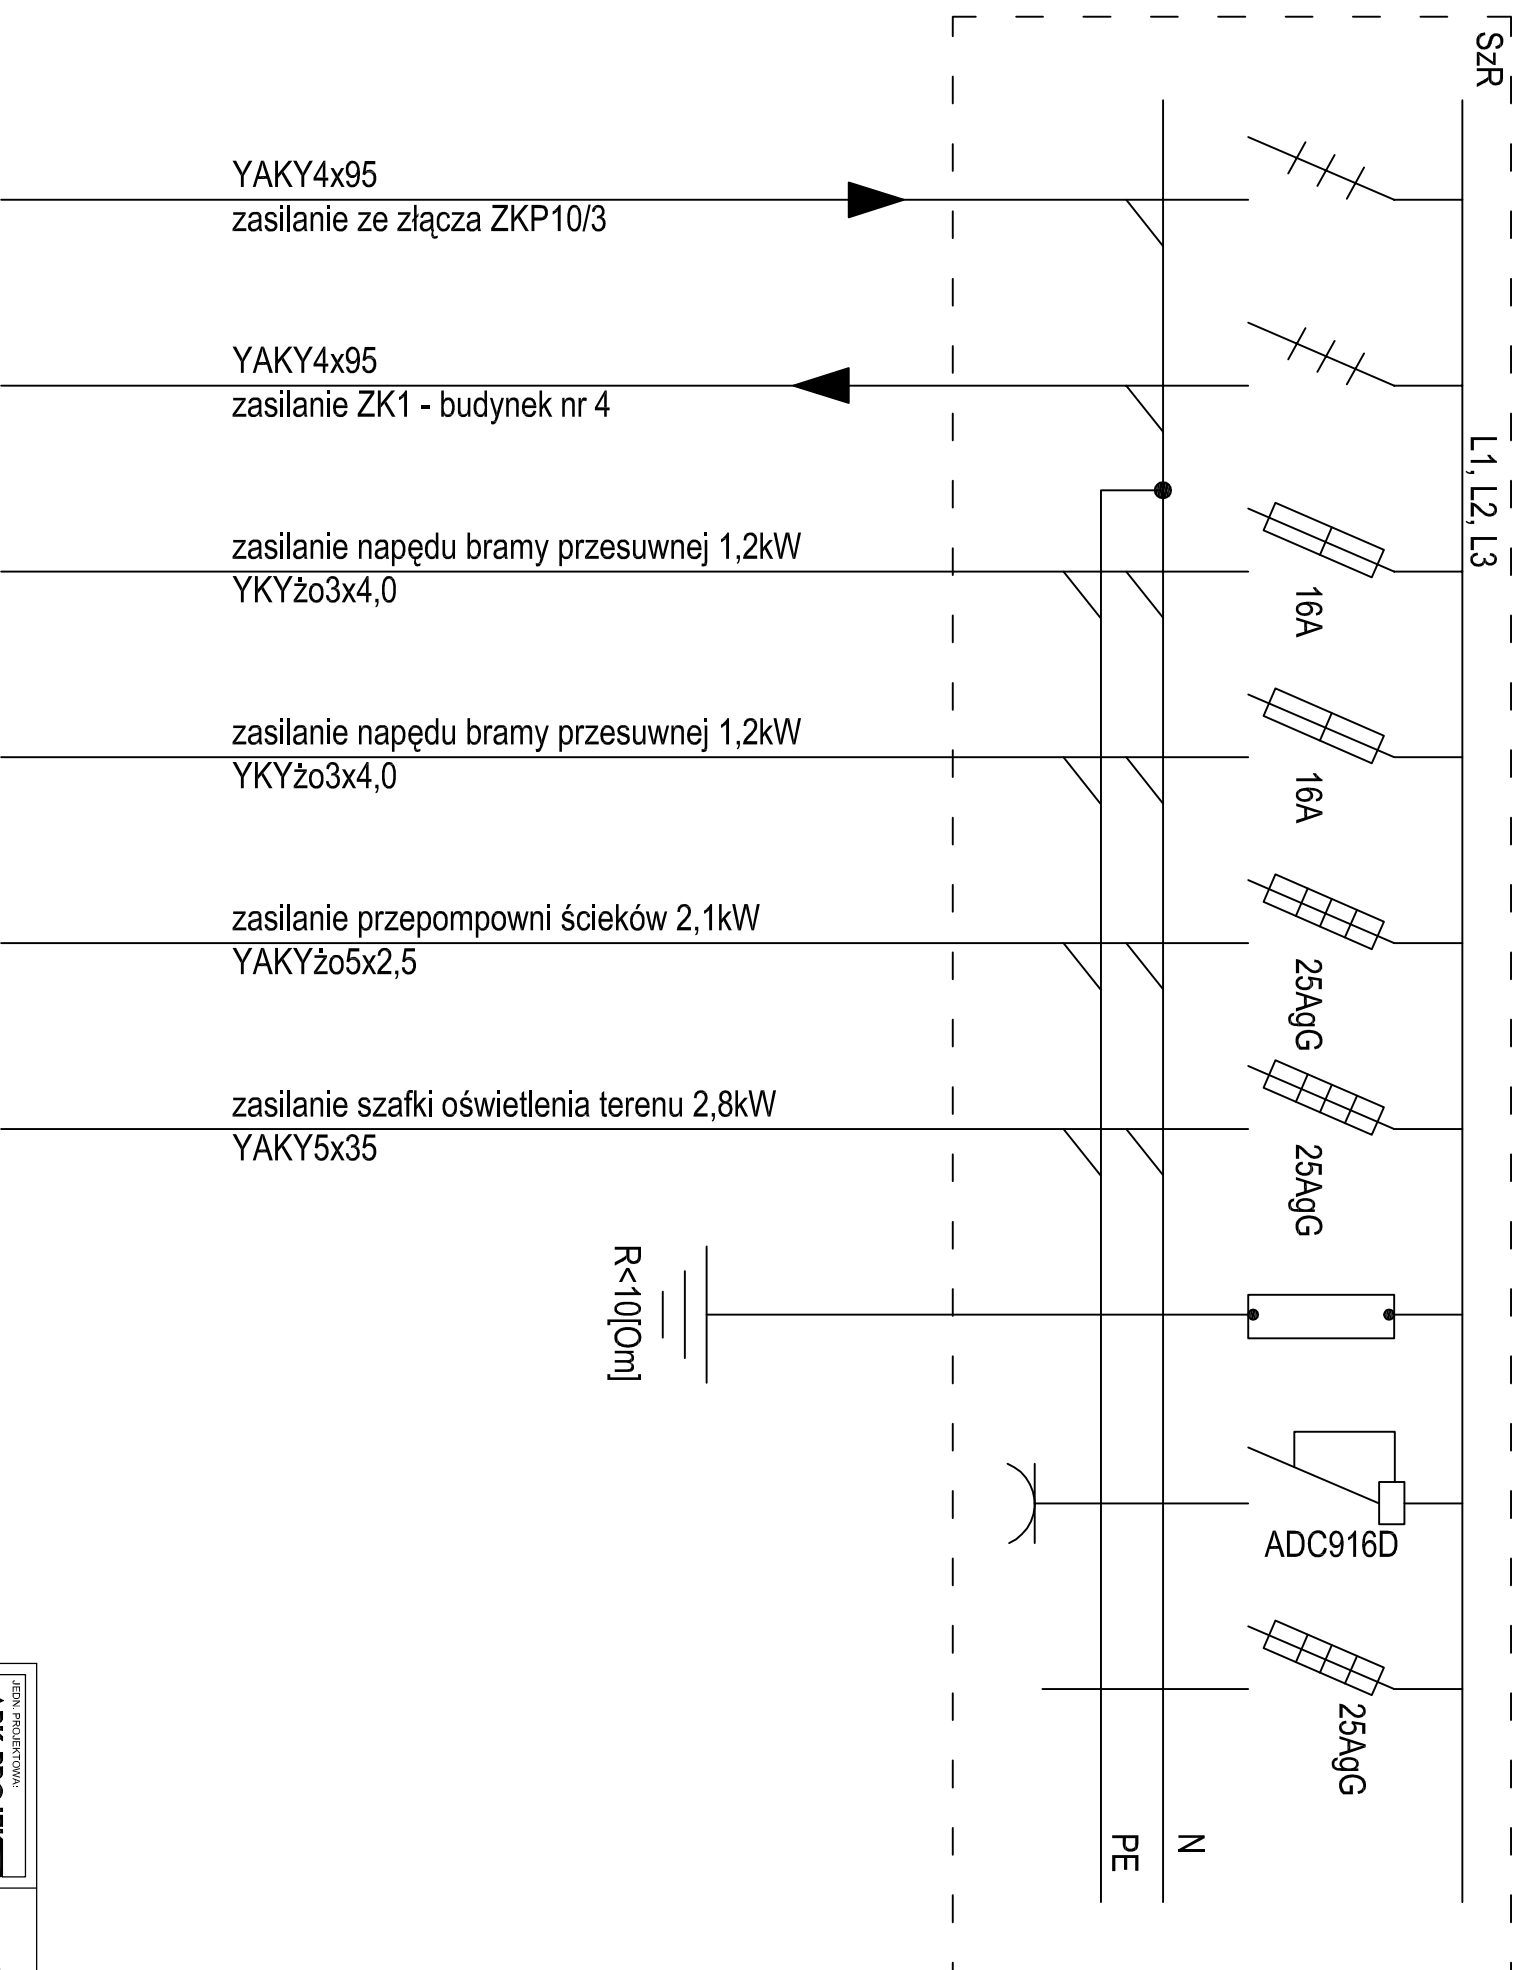 SzR
L1, L2, L3
YAKY4x95
zasilanie ze złącza ZKP10/3
YAKY4x95
zasilanie ZK1 - budynek nr 4
zasilanie napędu bramy przesuwnej 1,2kW
YKYżo3x4,0
16A
zasilanie napędu bramy przesuwnej 1,2kW
YKYżo3x4,0
16A
zasilanie przepompowni ścieków 2,1kW
YAKYżo5x2,5
25AgG
zasilanie szafki oświetlenia terenu 2,8kW
YAKY5x35
25AgG
R<10[Om]
ADC916D
25AgG
N
PE
JEDN. PROJEKTOWA: